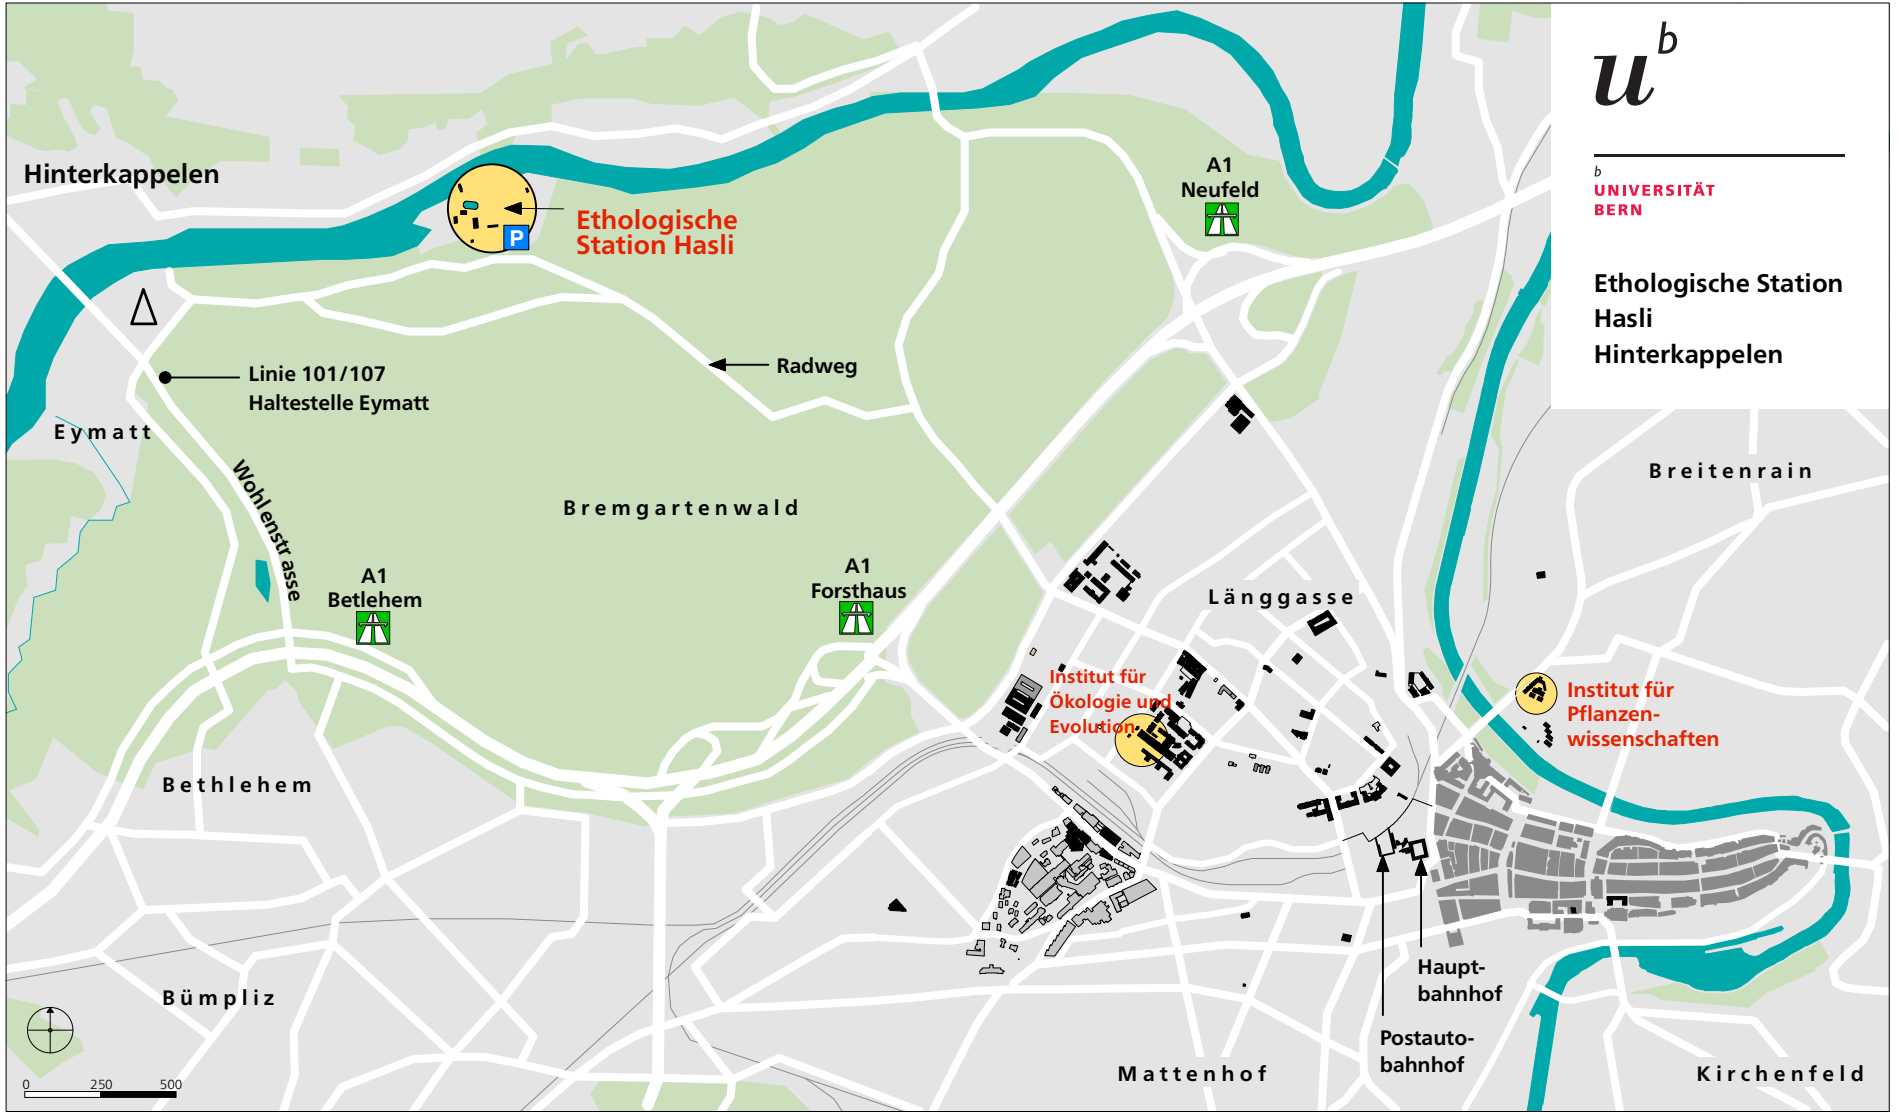 u
b
b
UNIVERSITÄT
BERN
Ethologische Station
Hasli
Hinterkappelen
Hinterkappelen
Ethologische
Station Hasli
P
A1
Neufeld
Radweg
Linie 101/107
Haltestelle Eymatt
Eymatt
Wohlenstrasse
Bremgartenwald
Breitenrain
A1
Betlehem
A1
Forsthaus
Länggasse
Institut für
Ökologie und
Evolution
Institut für
Pflanzen-
wissenschaften
Bethlehem
Bümpliz
Haupt-
bahnhof
Postauto-
bahnhof
Mattenhof
Kirchenfeld
0 250 500